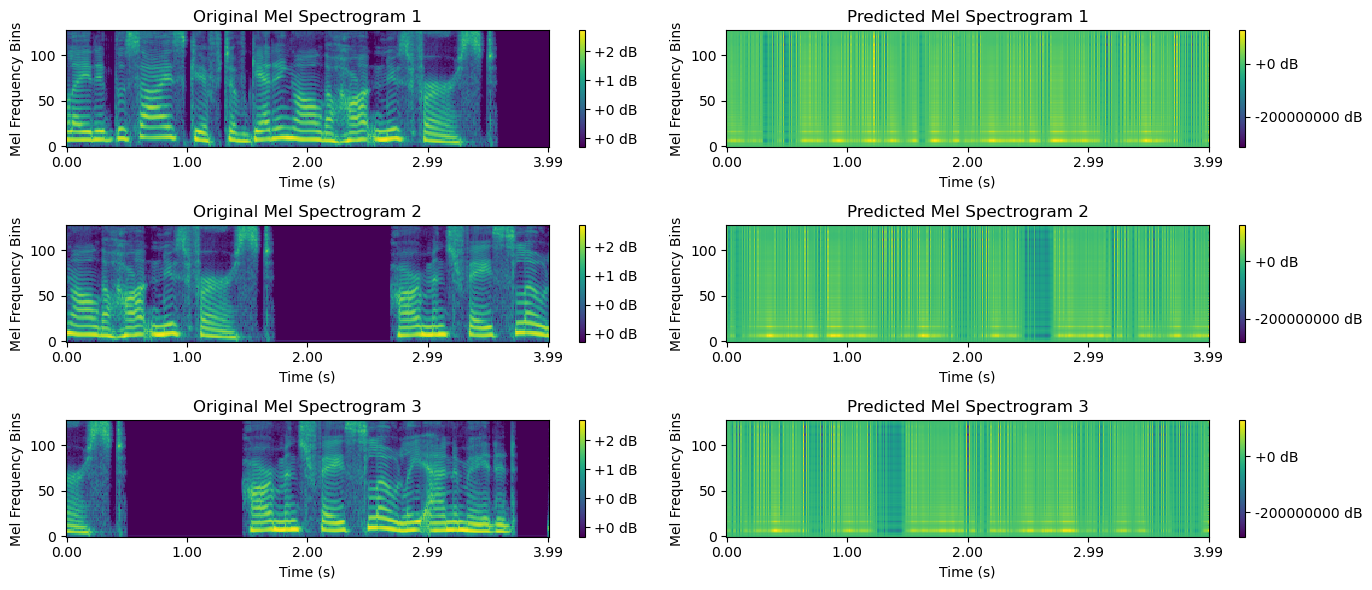 Original Mel Spectrogram 1
Predicted Mel Spectrogram 1
Mel Frequency Bins
100
50
0
+2 dB
+1 dB
+0 dB
+0 dB
0.00 1.00 2.00 2.99 3.99
Time (s)
Mel Frequency Bins
100
50
0
+0 dB
-200000000 dB
0.00 1.00 2.00 2.99 3.99
Time (s)
Original Mel Spectrogram 2
Predicted Mel Spectrogram 2
Mel Frequency Bins
100
50
0
+2 dB
+1 dB
+0 dB
+0 dB
0.00 1.00 2.00 2.99 3.99
Time (s)
Mel Frequency Bins
100
50
0
+0 dB
-200000000 dB
0.00 1.00 2.00 2.99 3.99
Time (s)
Original Mel Spectrogram 3
Predicted Mel Spectrogram 3
Mel Frequency Bins
100
50
0
+2 dB
+1 dB
+0 dB
+0 dB
0.00 1.00 2.00 2.99 3.99
Time (s)
Mel Frequency Bins
100
50
0
+0 dB
-200000000 dB
0.00 1.00 2.00 2.99 3.99
Time (s)